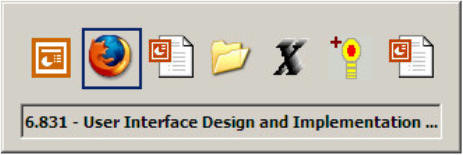 6.831 - User Interface Design and Implementation ...